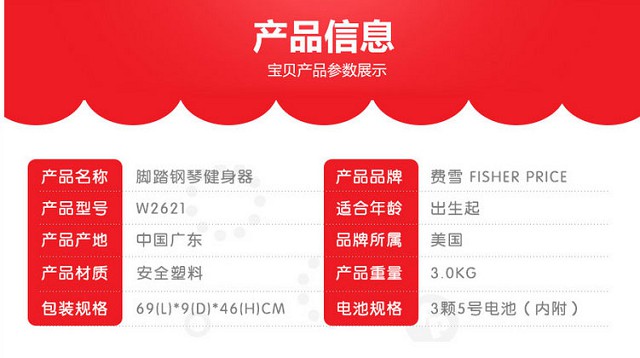 产品信息
宝贝产品参数展示
产品名称 脚踏钢琴健身器 产品品牌 费雪 FISHER PRICE
产品型号 W2621 适合年龄 出生起
产品产地 中国广东 品牌所属 美国
产品材质 安全塑料 产品重量 3.0KG
包装规格 69(L)*9(D)*46(H)CM 电池规格 3颗5号电池（内附）